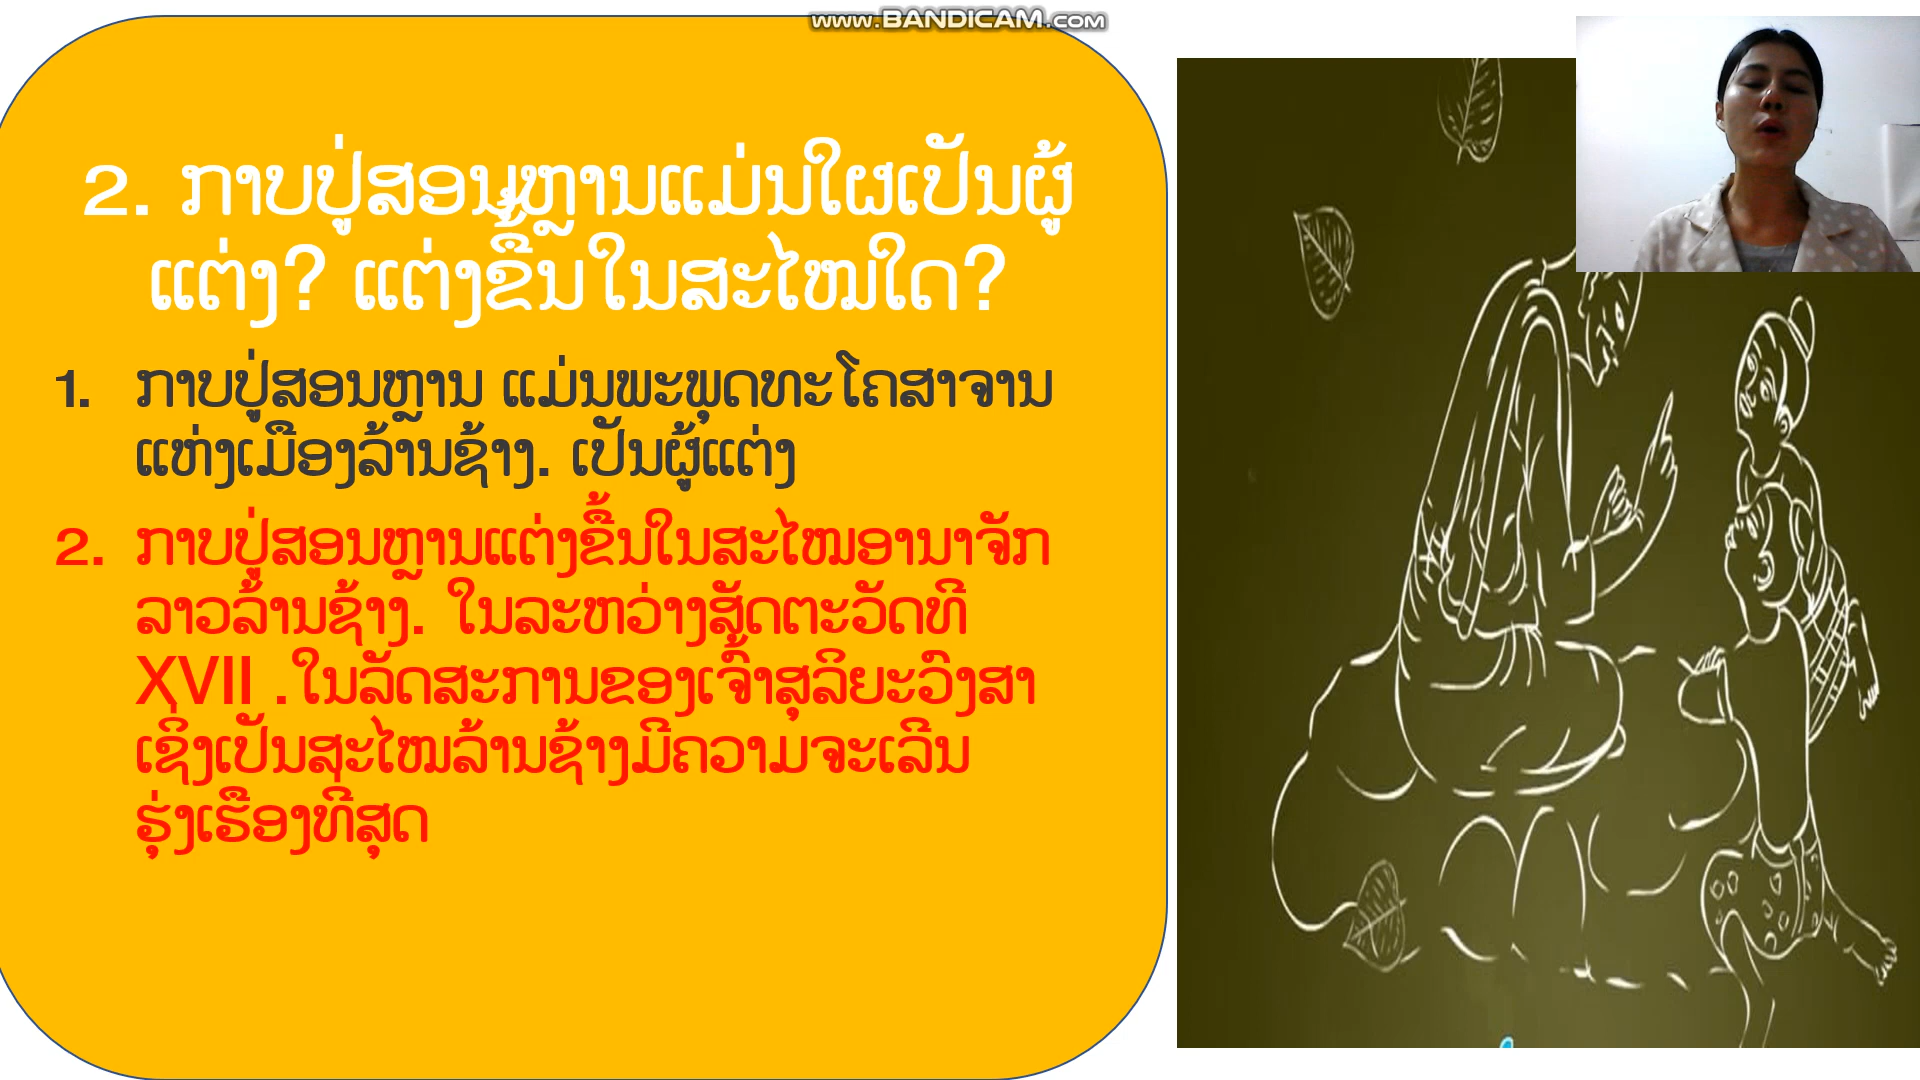 www.BANDICAM.com
2. ກາບປູ່ສອນຫຼານແມ່ນໃຜເປັນຜູ້
ແຕ່ງ? ແຕ່ງຂຶ້ນໃນສະໄໝໃດ?
1. ກາບປູ່ສອນຫຼານ ແມ່ນພະພຸດທະໂຄສາຈານ
ແຫ່ງເມືອງລ້ານຊ້າງ. ເປັນຜູ້ແຕ່ງ
2. ກາບປູ່ສອນຫຼານແຕ່ງຂຶ້ນໃນສະໄໝອານາຈັກ
ລາວລ້ານຊ້າງ. ໃນລະຫວ່າງສັດຕະວັດທີ
XVII .ໃນລັດສະການຂອງເຈົ້າສຸລິຍະວົງສາ
ເຊິ່ງເປັນສະໄໝລ້ານຊ້າງມີຄວາມຈະເລີນ
ຮຸ່ງເຮືອງທີ່ສຸດ